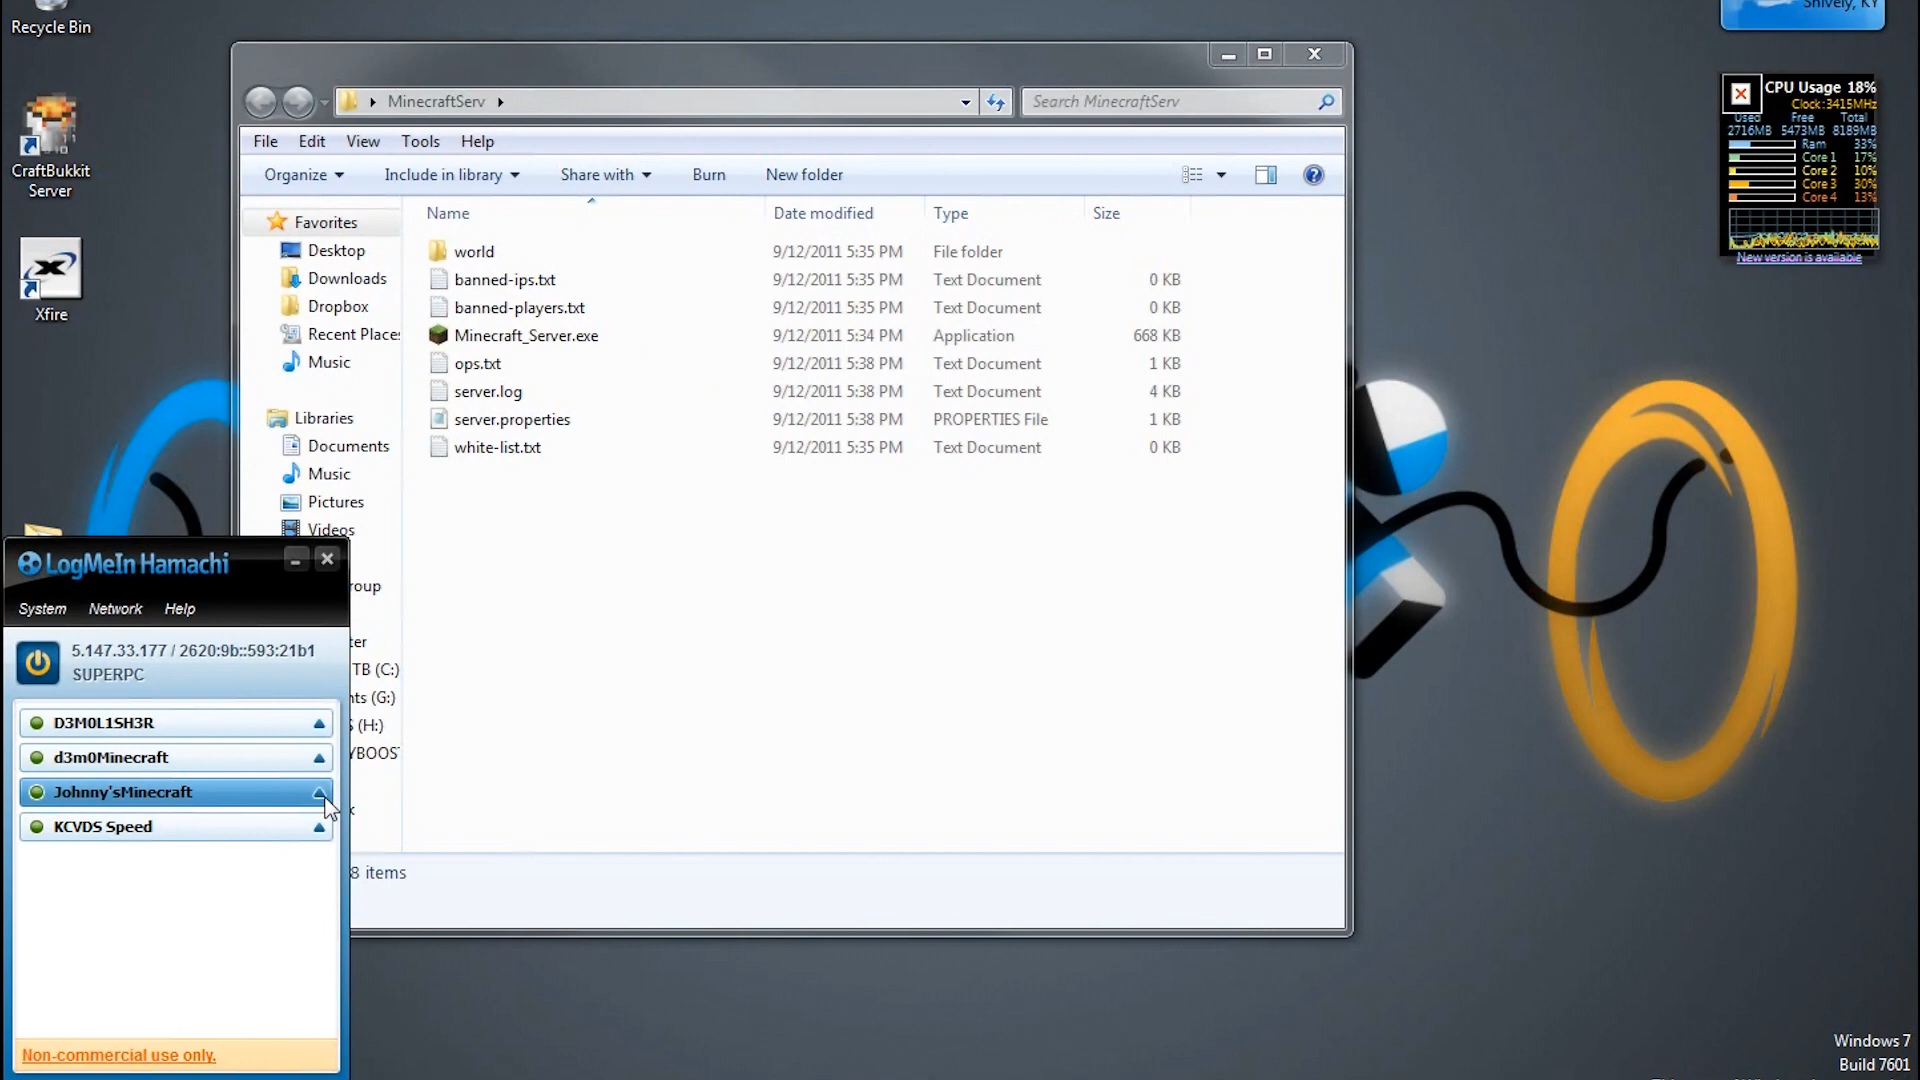 Recycle Bin
CraftBukkit
Server
Xfire
MinecraftServ
Search MinecraftServ
File Edit View Tools Help
Organize Include in library Share with Burn New folder
Name Date modified Type Size
Favorites
Desktop
Downloads
Dropbox
Recent Places
Music
Libraries
Documents
Music
Pictures
Videos
roup
ter
TB (C:)
nts (G:)
S (H:)
YBOOST
k
world 9/12/2011 5:35 PM File folder
banned-ips.txt 9/12/2011 5:35 PM Text Document 0 KB
banned-players.txt 9/12/2011 5:35 PM Text Document 0 KB
Minecraft_Server.exe 9/12/2011 5:34 PM Application 668 KB
ops.txt 9/12/2011 5:38 PM Text Document 1 KB
server.log 9/12/2011 5:38 PM Text Document 4 KB
server.properties 9/12/2011 5:38 PM PROPERTIES File 1 KB
white-list.txt 9/12/2011 5:35 PM Text Document 0 KB
8 items
LogMeIn Hamachi
System Network Help
5.147.33.177 / 2620:9b::593:21b1
SUPERPC
D3M0L1SH3R
d3m0Minecraft
Johnny'sMinecraft
KCVDS Speed
Non-commercial use only.
Shively, KY
CPU Usage 18%
Clock:3415MHz
Used Free Total
2716MB 5473MB 8189MB
Ram 33%
Core 1 17%
Core 2 10%
Core 3 30%
Core 4 13%
New version is available
Windows 7
Build 7601